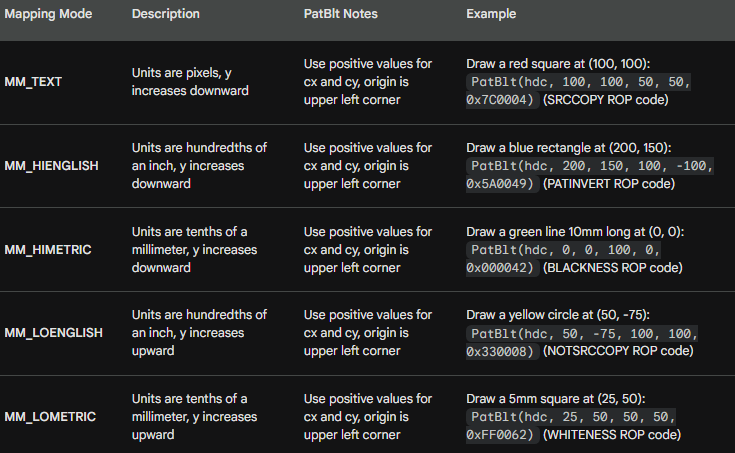 Mapping Mode Description PatBlt Notes Example
MM_TEXT
Units are pixels, y
increases downward
Use positive values for
cx and cy, origin is
upper left corner
Draw a red square at (100, 100):
PatBlt(hdc, 100, 100, 50, 50,
0x7C0004) (SRCCOPY ROP code)
MM_HIENGLISH
Units are hundredths of
an inch, y increases
downward
Use positive values for
cx and cy, origin is
upper left corner
Draw a blue rectangle at (200, 150):
PatBlt(hdc, 200, 150, 100, -100,
0x5A0049) (PATINVERT ROP code)
MM_HIMETRIC
Units are tenths of a
millimeter, y increases
downward
Use positive values for
cx and cy, origin is
upper left corner
Draw a green line 10mm long at (0, 0):
PatBlt(hdc, 0, 0, 100, 0,
0x000042) (BLACKNESS ROP code)
MM_LOENGLISH
Units are hundredths of
an inch, y increases
upward
Use positive values for
cx and cy, origin is
upper left corner
Draw a yellow circle at (50, -75):
PatBlt(hdc, 50, -75, 100, 100,
0x330008) (NOTSRCCOPY ROP code)
MM_LOMETRIC
Units are tenths of a
millimeter, y increases
upward
Use positive values for
cx and cy, origin is
upper left corner
Draw a 5mm square at (25, 50):
PatBlt(hdc, 25, 50, 50, 50,
0xFF0062) (WHITENESS ROP code)